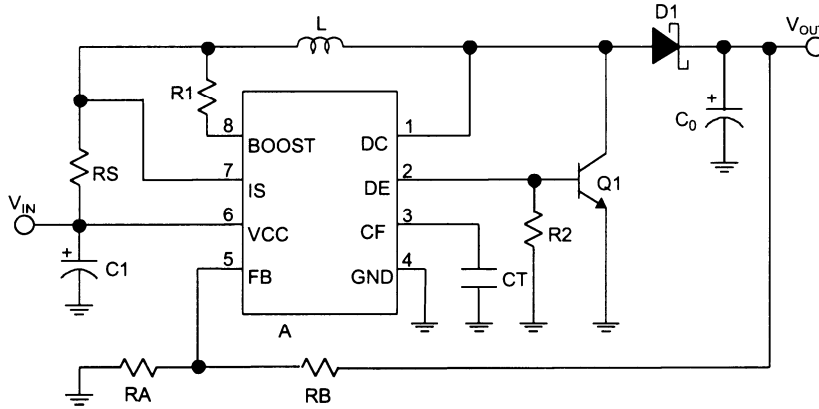 L
D1
VOUT
R1
8
BOOST
DC
1
+
C0
RS
7
IS
DE
2
Q1
VIN
6
VCC
CF
3
R2
+
C1
5
FB
GND
4
CT
A
RA
RB